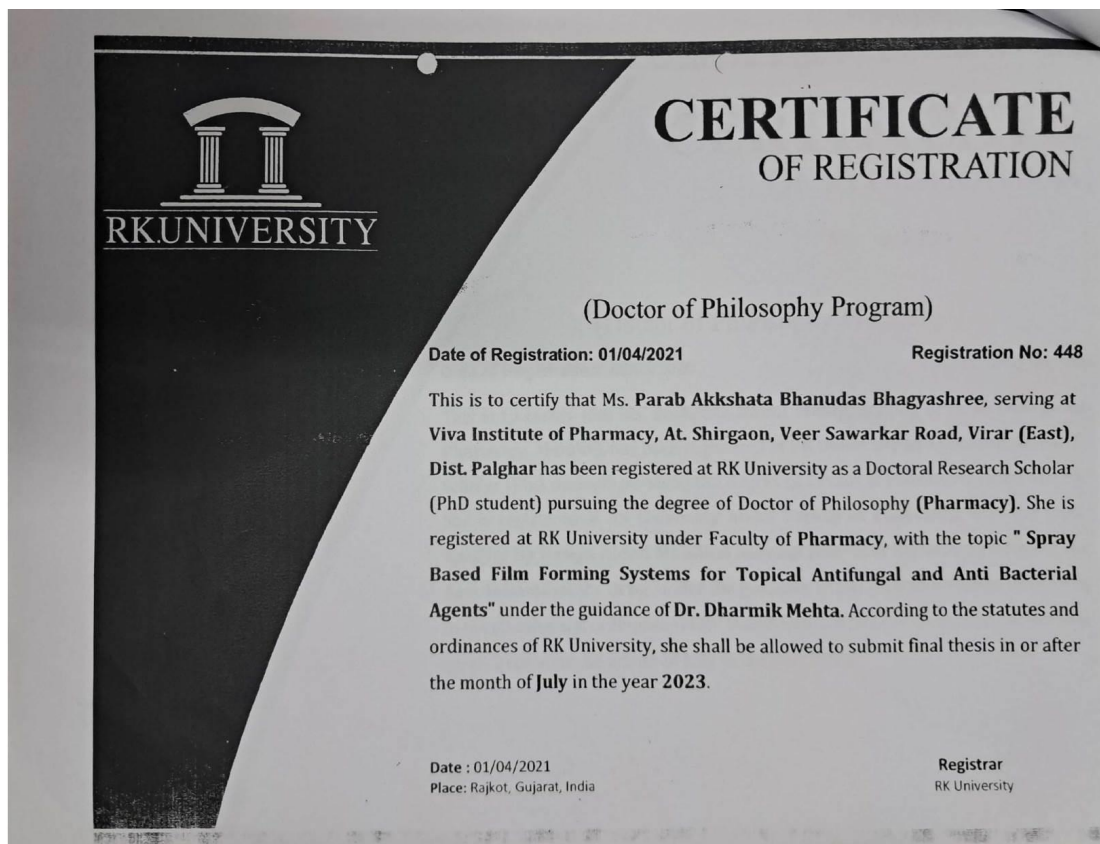 RK.UNIVERSITY
CERTIFICATE
OF REGISTRATION
(Doctor of Philosophy Program)
Date of Registration: 01/04/2021 Registration No: 448
This is to certify that Ms. Parab Akkshata Bhanudas Bhagyashree, serving at
Viva Institute of Pharmacy, At. Shirgaon, Veer Sawarkar Road, Virar (East),
Dist. Palghar has been registered at RK University as a Doctoral Research Scholar
(PhD student) pursuing the degree of Doctor of Philosophy (Pharmacy). She is
registered at RK University under Faculty of Pharmacy, with the topic " Spray
Based Film Forming Systems for Topical Antifungal and Anti Bacterial
Agents" under the guidance of Dr. Dharmik Mehta. According to the statutes and
ordinances of RK University, she shall be allowed to submit final thesis in or after
the month of July in the year 2023.
Date : 01/04/2021 Registrar
Place: Rajkot, Gujarat, India RK University